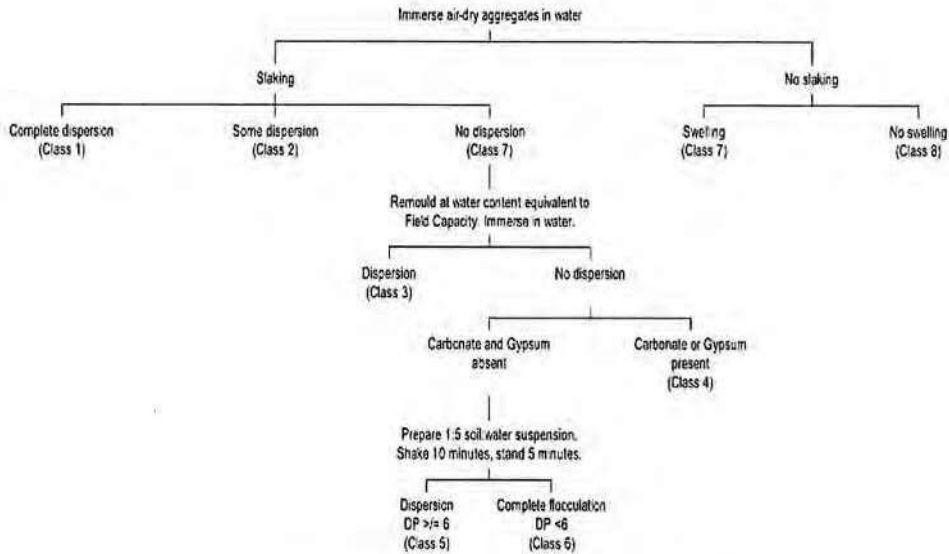 Immerse air-dry aggregates in water
Slaking
No slaking
Complete dispersion
(Class 1)
Some dispersion
(Class 2)
No dispersion
(Class 7)
Swelling
(Class 7)
No swelling
(Class 8)
Remould at water content equivalent to
Field Capacity. Immerse in water.
Dispersion
(Class 3)
No dispersion
Carbonate and Gypsum
absent
Carbonate or Gypsum
present
(Class 4)
Prepare 1:5 soil:water suspension.
Shake 10 minutes, stand 5 minutes.
Dispersion
DP >/= 6
(Class 5)
Complete flocculation
DP <6
(Class 6)